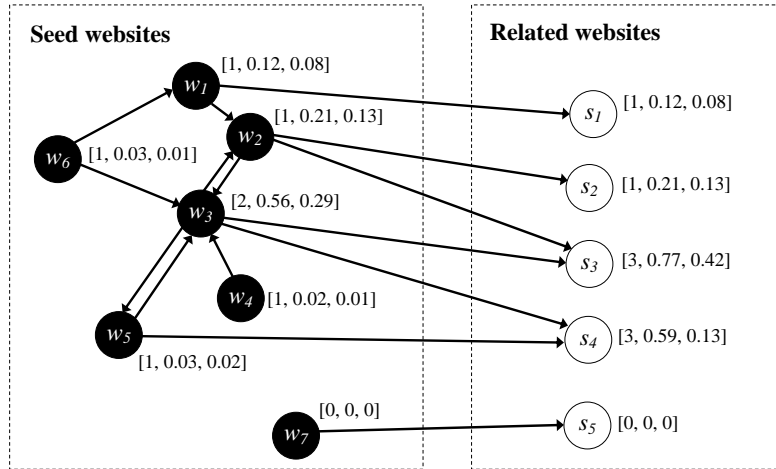 Seed websites
Related websites
w1
[1, 0.12, 0.08]
w2
[1, 0.21, 0.13]
w6
[1, 0.03, 0.01]
w3
[2, 0.56, 0.29]
w4
[1, 0.02, 0.01]
w5
[1, 0.03, 0.02]
w7
[0, 0, 0]
s1
[1, 0.12, 0.08]
s2
[1, 0.21, 0.13]
s3
[3, 0.77, 0.42]
s4
[3, 0.59, 0.13]
s5
[0, 0, 0]